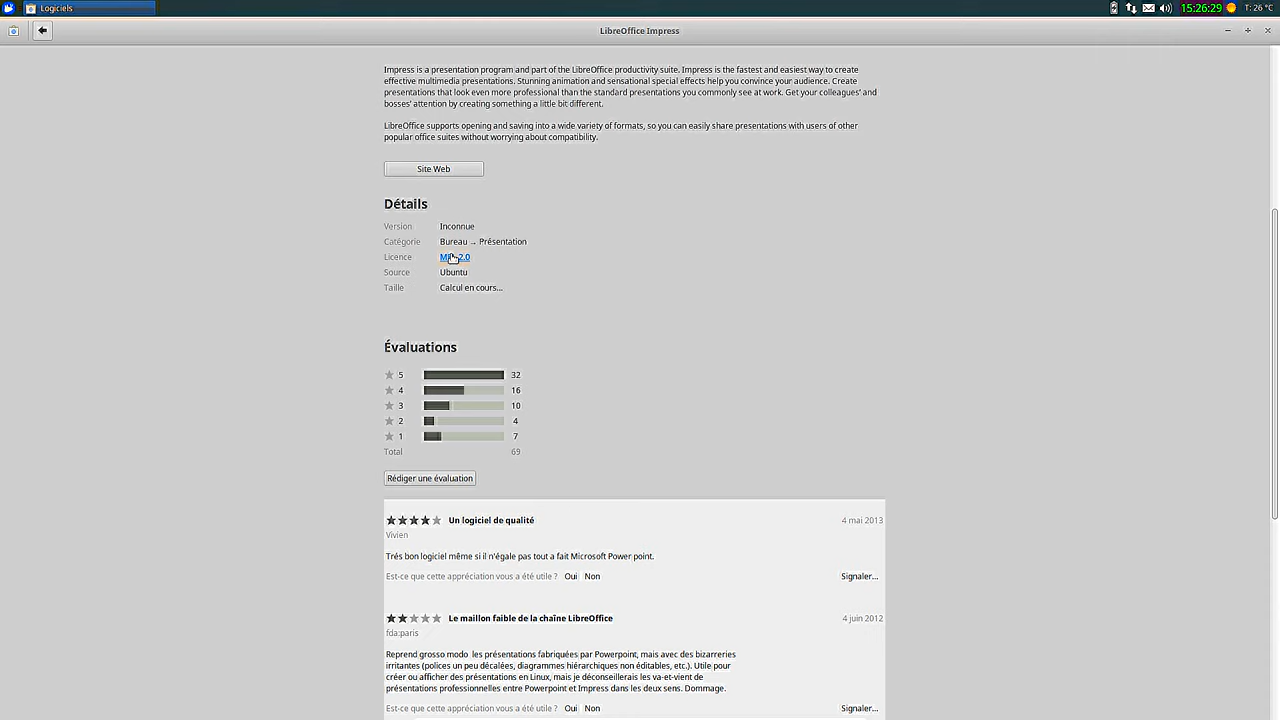 Logiciels
15:26:29
T: 26 °C
LibreOffice Impress
Impress is a presentation program and part of the LibreOffice productivity suite. Impress is the fastest and easiest way to create
effective multimedia presentations. Stunning animation and sensational special effects help you convince your audience. Create
presentations that look even more professional than the standard presentations you commonly see at work. Get your colleagues' and
bosses' attention by creating something a little bit different.
LibreOffice supports opening and saving into a wide variety of formats, so you can easily share presentations with users of other
popular office suites without worrying about compatibility.
Site Web
Détails
Version Inconnue
Catégorie Bureau → Présentation
Licence 2.0
Source Ubuntu
Taille Calcul en cours...
Évaluations
5 32
4 16
3 10
2 4
1 7
Total 69
Rédiger une évaluation
Un logiciel de qualité 4 mai 2013
Vivien
Trés bon logiciel même si il n'égale pas tout a fait Microsoft Power point.
Est-ce que cette appréciation vous a été utile ? Oui Non Signaler...
Le maillon faible de la chaîne LibreOffice 4 juin 2012
fda:paris
Reprend grosso modo les présentations fabriquées par Powerpoint, mais avec des bizarreries
irritantes (polices un peu décalées, diagrammes hiérarchiques non éditables, etc.). Utile pour
créer ou afficher des présentations en Linux, mais je déconseillerais les va-et-vient de
présentations professionnelles entre Powerpoint et Impress dans les deux sens. Dommage.
Est-ce que cette appréciation vous a été utile ? Oui Non Signaler...